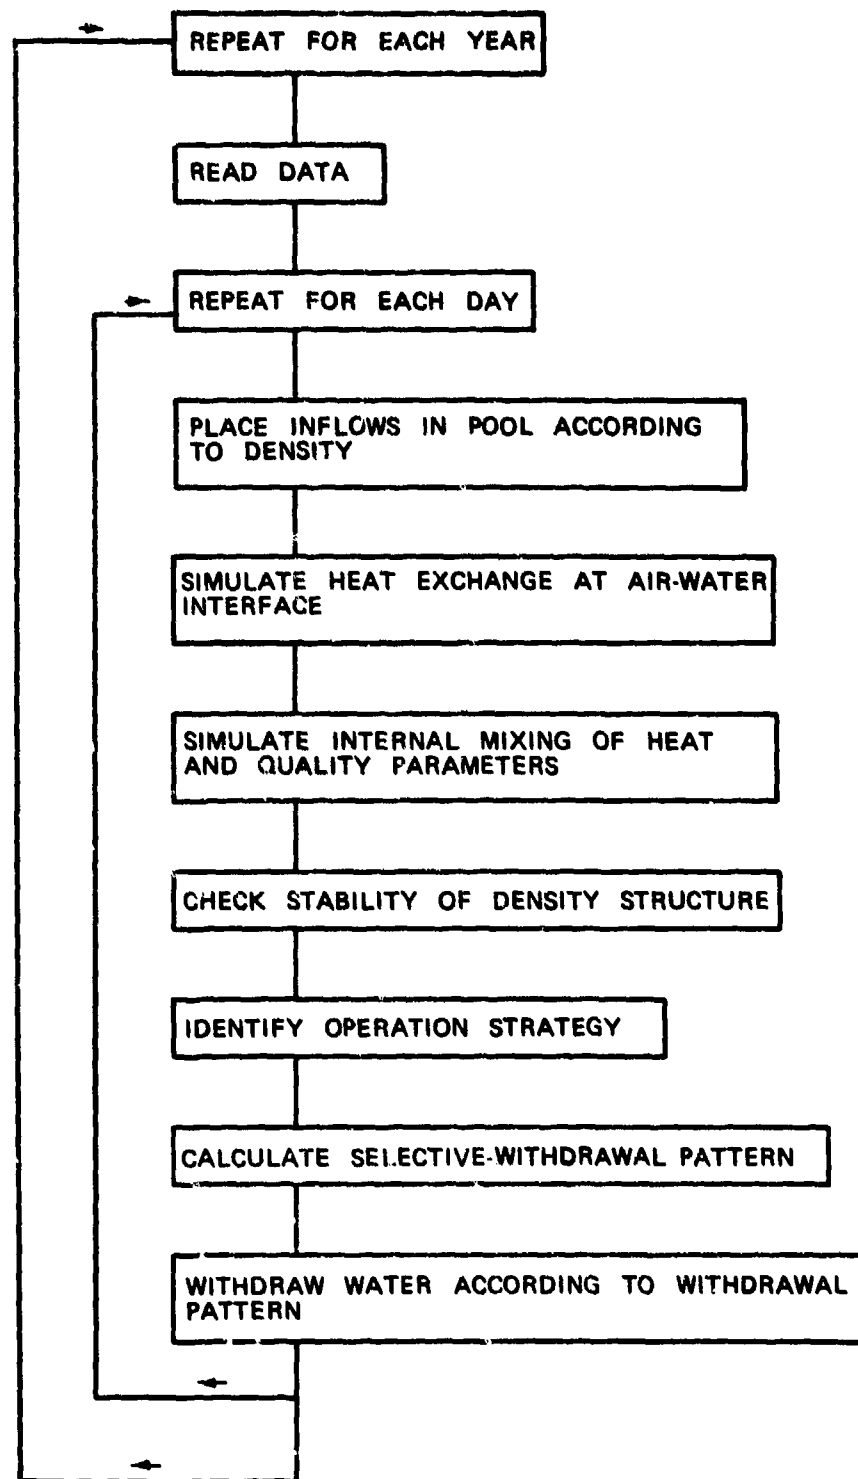 REPEAT FOR EACH YEAR
READ DATA
REPEAT FOR EACH DAY
PLACE INFLOWS IN POOL ACCORDING
TO DENSITY
SIMULATE HEAT EXCHANGE AT AIR-WATER
INTERFACE
SIMULATE INTERNAL MIXING OF HEAT
AND QUALITY PARAMETERS
CHECK STABILITY OF DENSITY STRUCTURE
IDENTIFY OPERATION STRATEGY
CALCULATE SELECTIVE-WITHDRAWAL PATTERN
WITHDRAW WATER ACCORDING TO WITHDRAWAL
PATTERN